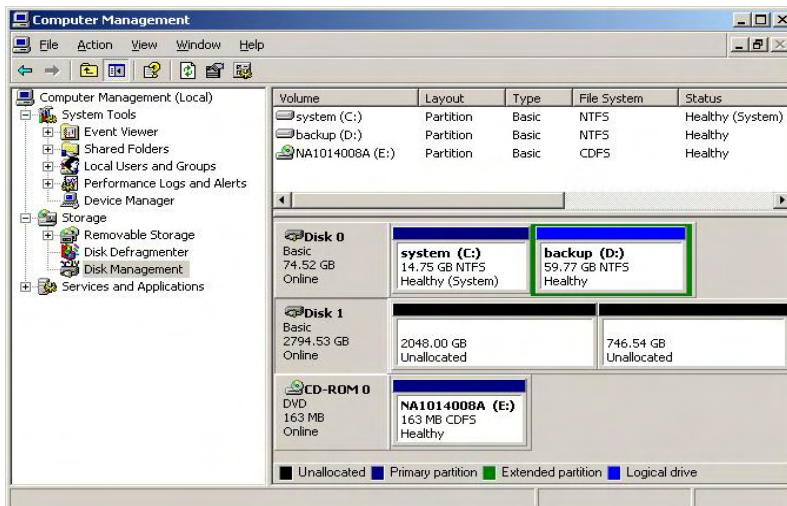 Computer Management
File Action View Window Help
Computer Management (Local)
System Tools
Event Viewer
Shared Folders
Local Users and Groups
Performance Logs and Alerts
Device Manager
Storage
Removable Storage
Disk Defragmenter
Disk Management
Services and Applications
Volume Layout Type File System Status
system (C:) Partition Basic NTFS Healthy (System)
backup (D:) Partition Basic NTFS Healthy
NA1014008A (E:) Partition Basic CDFS Healthy
Disk 0
Basic
74.52 GB
Online
system (C:)
14.75 GB NTFS
Healthy (System)
backup (D:)
59.77 GB NTFS
Healthy
Disk 1
Basic
2794.53 GB
Online
2048.00 GB
Unallocated
746.54 GB
Unallocated
CD-ROM 0
DVD
163 MB
Online
NA1014008A (E:)
163 MB CDFS
Healthy
Unallocated Primary partition Extended partition Logical drive